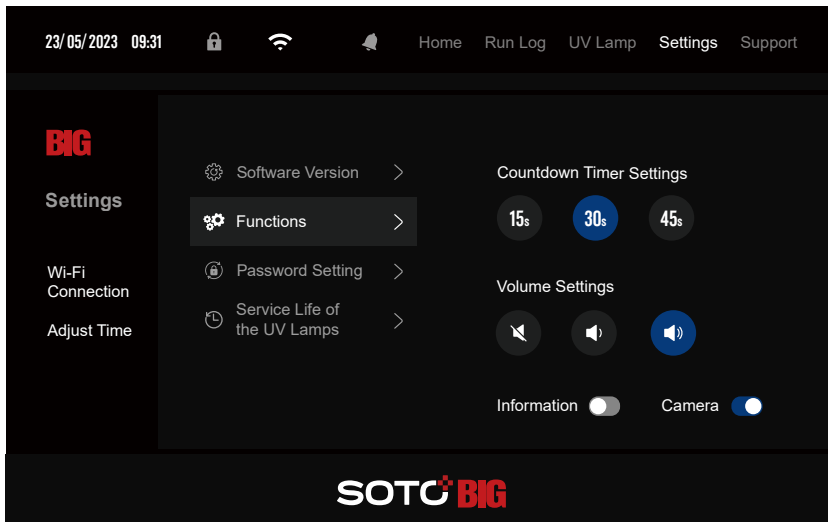 23/05/2023 09:31
Home Run Log UV Lamp Settings Support
BIG
Settings
Wi-Fi
Connection
Adjust Time
Software Version
Functions
Password Setting
Service Life of
the UV Lamps
Countdown Timer Settings
15s 30s 45s
Volume Settings
Information Camera
SOTO BIG